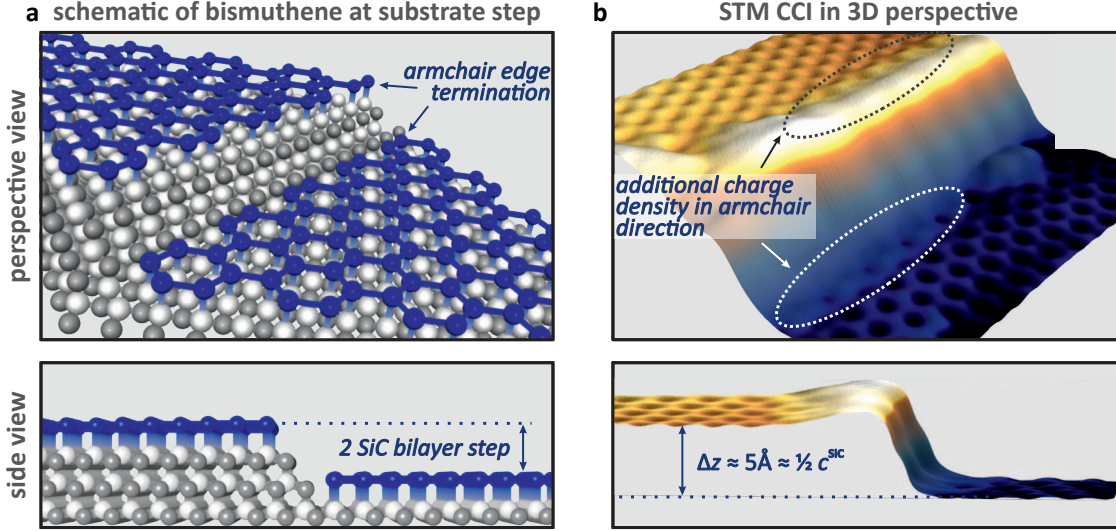 a schematic of bismuthene at substrate step
b STM CCI in 3D perspective
perspective view
armchair edge
termination
additional charge
density in armchair
direction
side view
2 SiC bilayer step
Δz ≈ 5Å ≈ ½ c^SiC